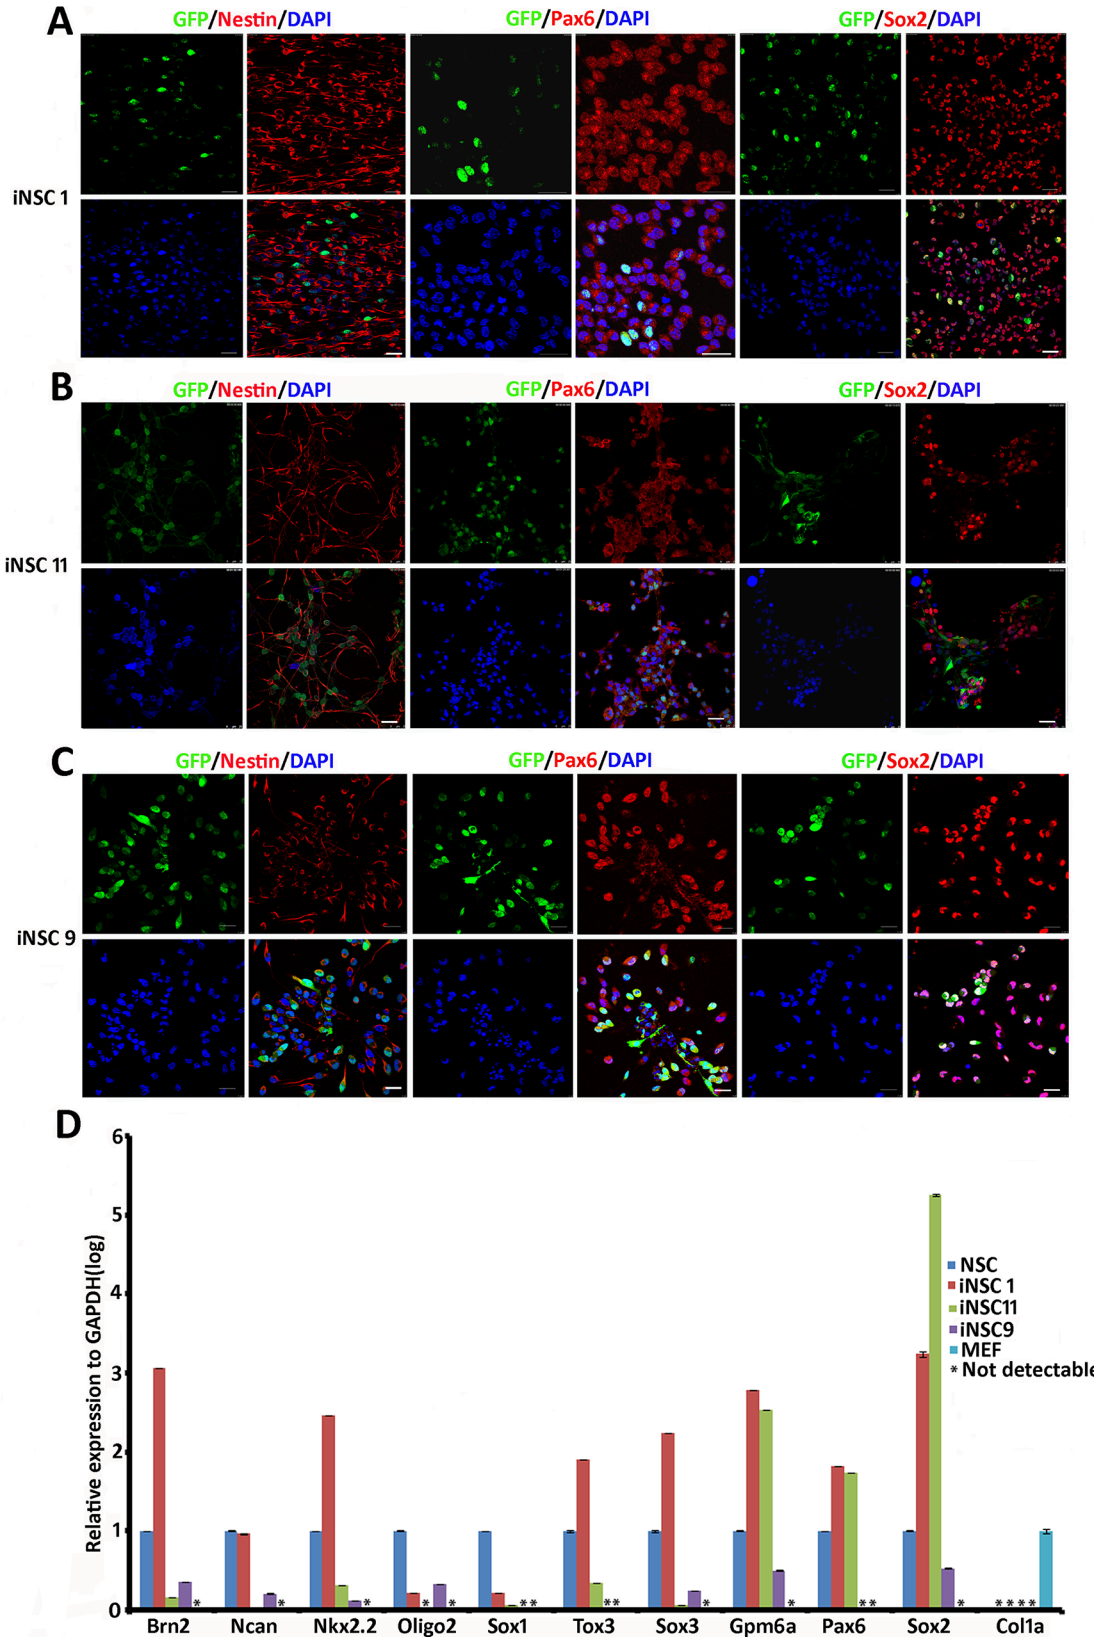 A
GFP/Nestin/DAPI GFP/Pax6/DAPI GFP/Sox2/DAPI
iNSC 1
B
GFP/Nestin/DAPI GFP/Pax6/DAPI GFP/Sox2/DAPI
iNSC 11
C
GFP/Nestin/DAPI GFP/Pax6/DAPI GFP/Sox2/DAPI
iNSC 9
D
Relative expression to GAPDH(log)
6
5
4
3
2
1
0
NSC
iNSC 1
iNSC11
iNSC9
MEF
* Not detectable
* * * * * * * * * * * * * * * * * *
Brn2 Ncan Nkx2.2 Oligo2 Sox1 Tox3 Sox3 Gpm6a Pax6 Sox2 Col1a